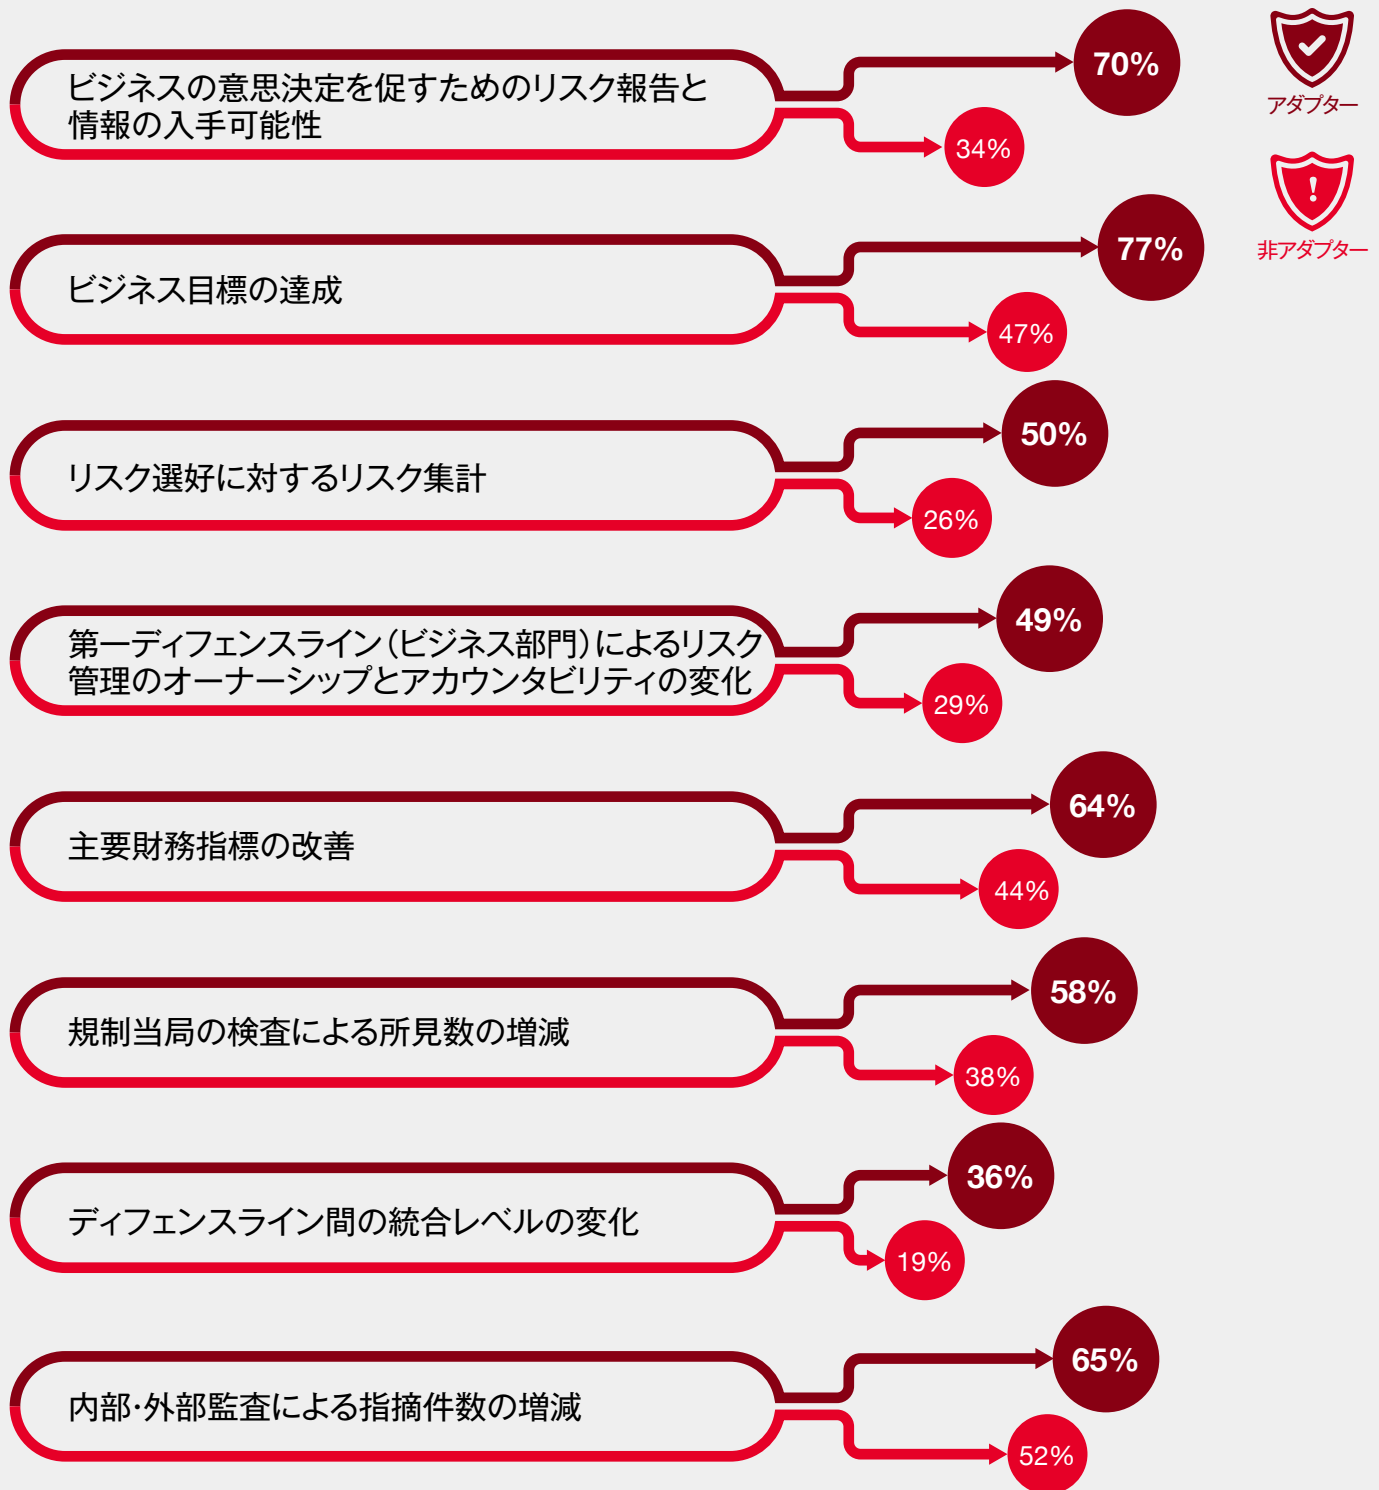 70%
ビジネスの意思決定を促すためのリスク報告と
情報の入手可能性
34%
アダプター
非アダプター
77%
ビジネス目標の達成
47%
50%
リスク選好に対するリスク集計
26%
49%
第一ディフェンスライン（ビジネス部門）によるリスク
管理のオーナーシップとアカウンタビリティの変化
29%
64%
主要財務指標の改善
44%
58%
規制当局の検査による所見数の増減
38%
36%
ディフェンスライン間の統合レベルの変化
19%
65%
内部・外部監査による指摘件数の増減
52%